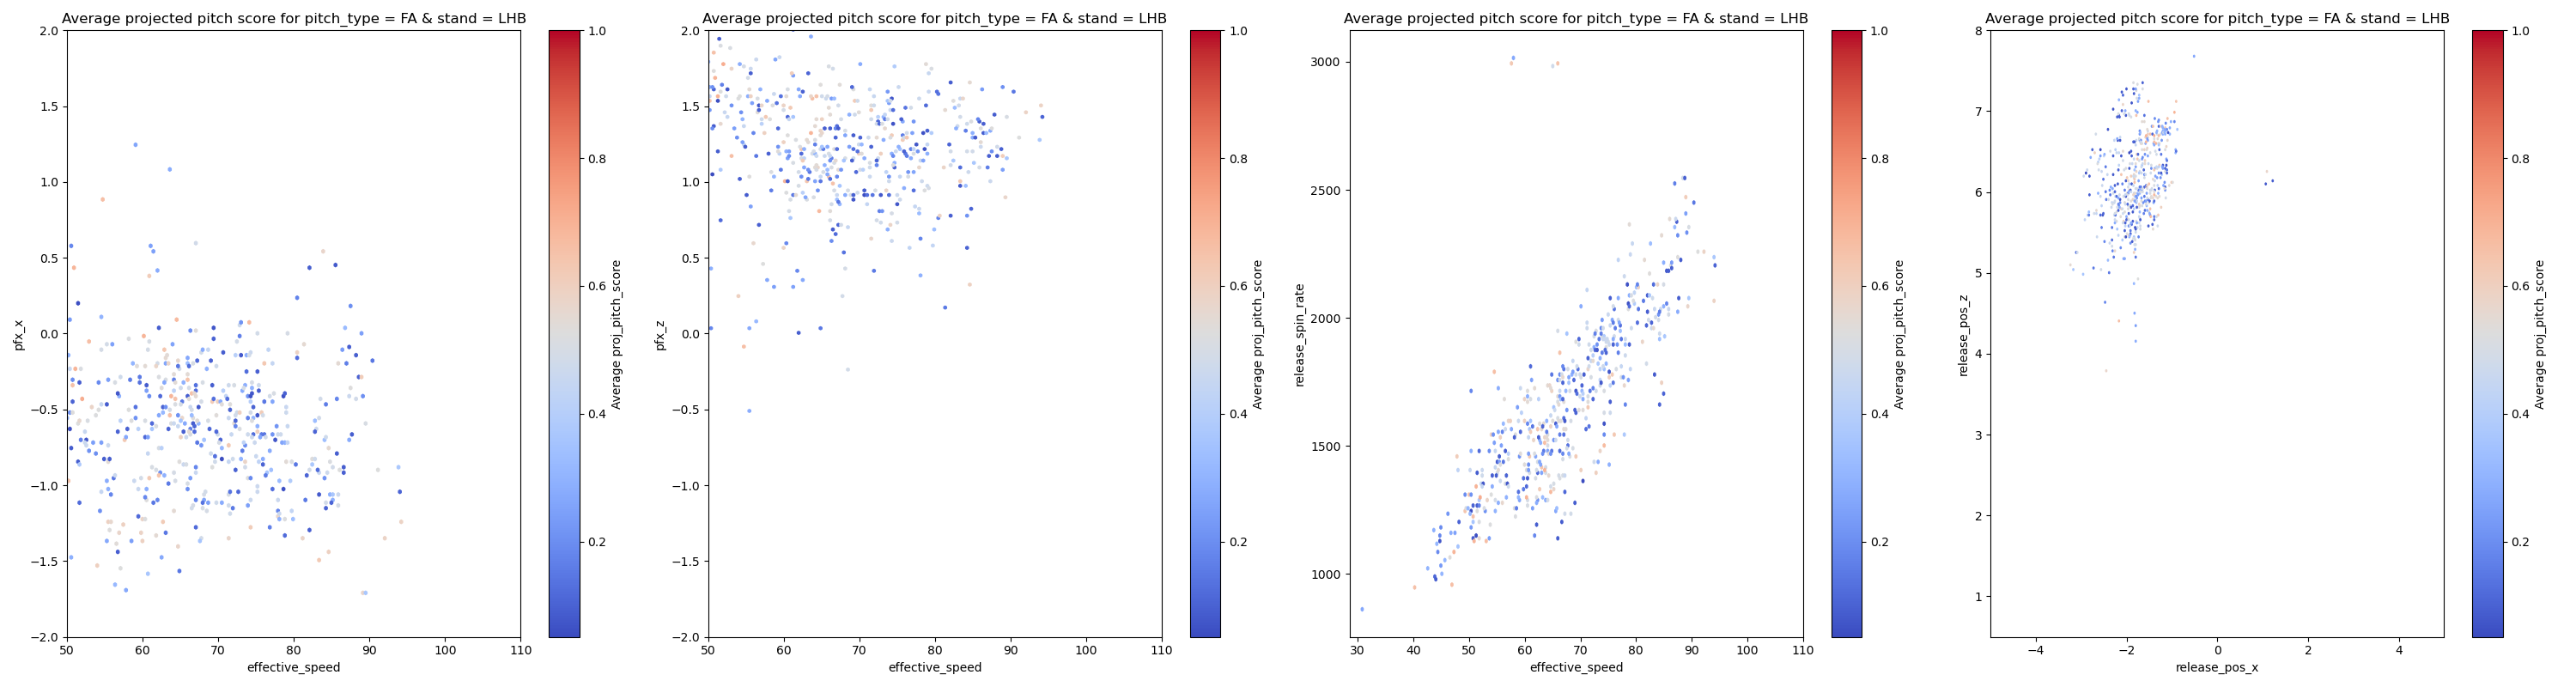 Average projected pitch score for pitch_type = FA & stand = LHB
2.0
1.5
1.0
0.5
0.0
−0.5
−1.0
−1.5
−2.0
pfx_x
50 60 70 80 90 100 110
effective_speed
1.0
0.8
0.6
0.4
0.2
Average proj_pitch_score
Average projected pitch score for pitch_type = FA & stand = LHB
2.0
1.5
1.0
0.5
0.0
−0.5
−1.0
−1.5
−2.0
pfx_z
50 60 70 80 90 100 110
effective_speed
1.0
0.8
0.6
0.4
0.2
Average proj_pitch_score
Average projected pitch score for pitch_type = FA & stand = LHB
3000
2500
2000
1500
1000
release_spin_rate
30 40 50 60 70 80 90 100 110
effective_speed
1.0
0.8
0.6
0.4
0.2
Average proj_pitch_score
Average projected pitch score for pitch_type = FA & stand = LHB
8
7
6
5
4
3
2
1
release_pos_z
−4 −2 0 2 4
release_pos_x
1.0
0.8
0.6
0.4
0.2
Average proj_pitch_score